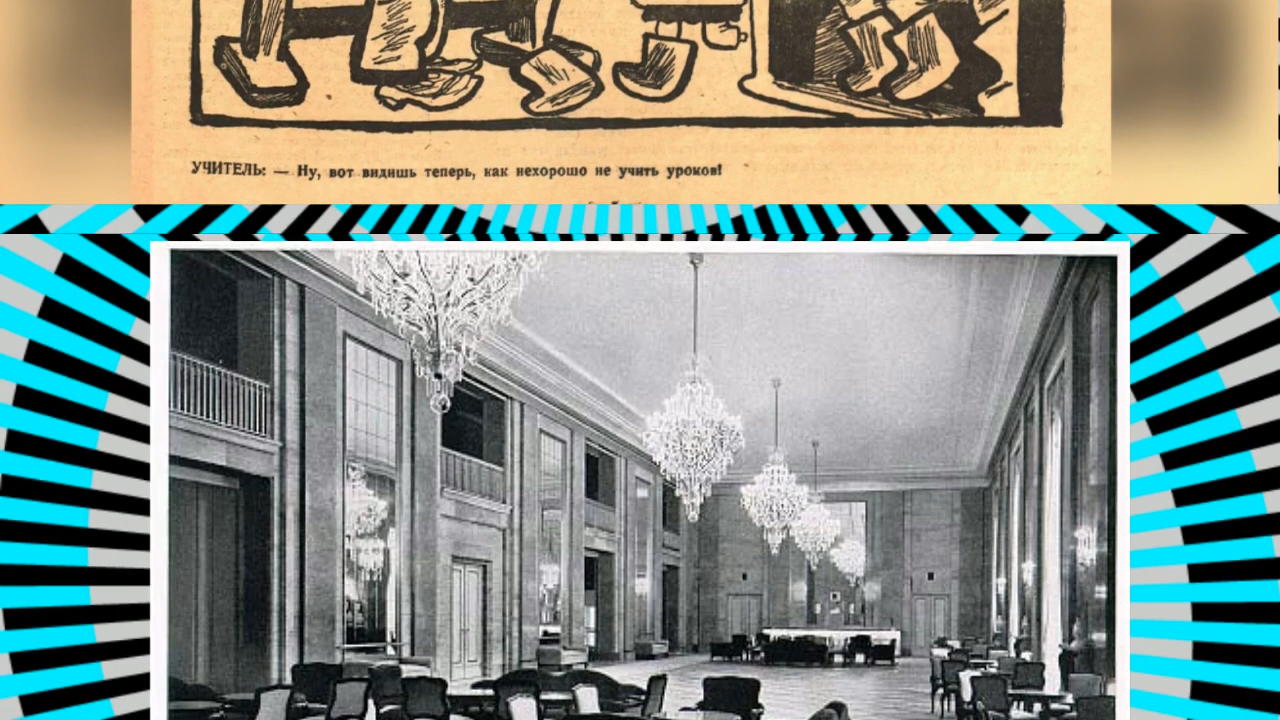 УЧИТЕЛЬ: — Ну, вот видишь теперь, как нехорошо не учить уроков!